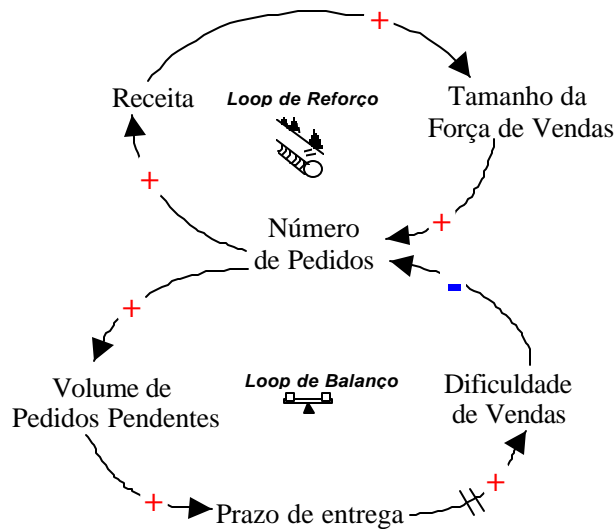 +
Receita
Loop de Reforço
Tamanho da
Força de Vendas
+
+
Número
de Pedidos
-
+
Volume de
Pedidos Pendentes
Loop de Balanço
Dificuldade
de Vendas
+
Prazo de entrega
+